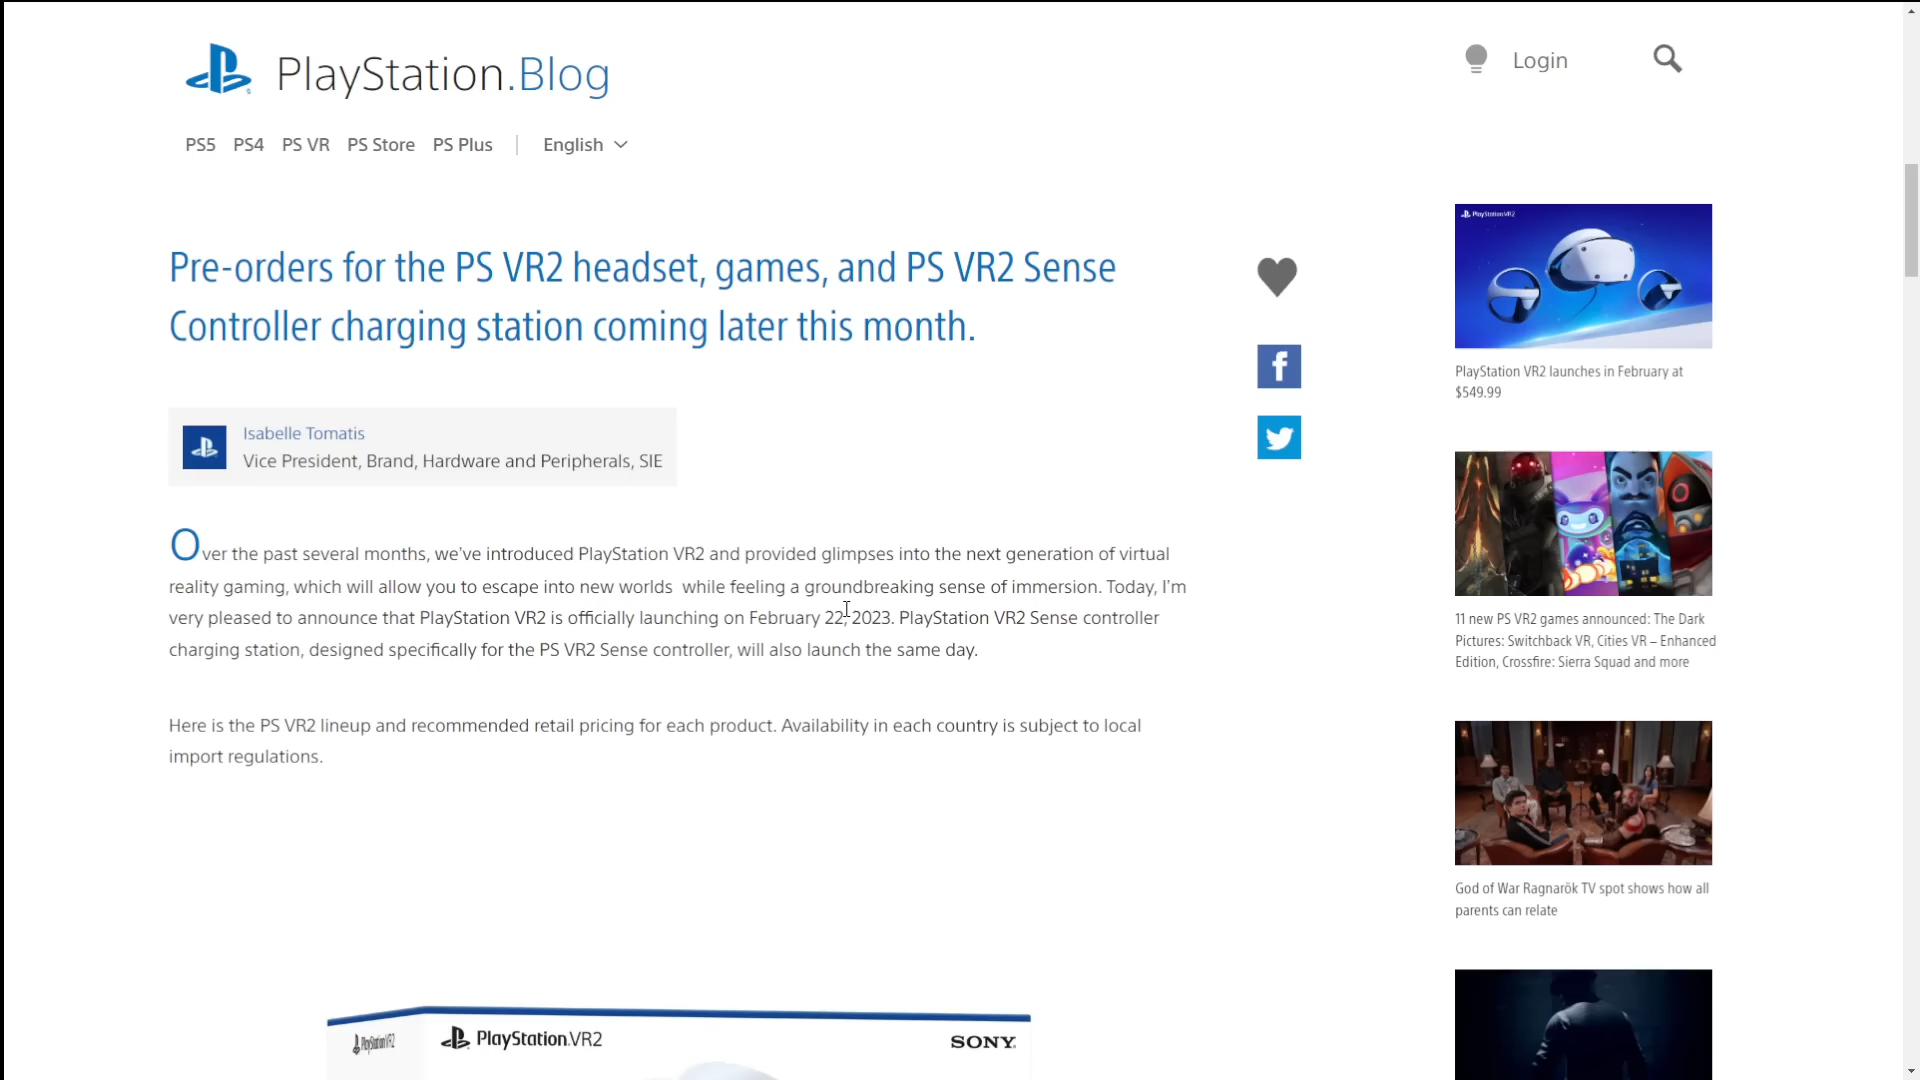 PlayStation.Blog
Login
PS5 PS4 PS VR PS Store PS Plus English
Pre-orders for the PS VR2 headset, games, and PS VR2 Sense
Controller charging station coming later this month.
Isabelle Tomatis
Vice President, Brand, Hardware and Peripherals, SIE
Over the past several months, we've introduced PlayStation VR2 and provided glimpses into the next generation of virtual
reality gaming, which will allow you to escape into new worlds while feeling a groundbreaking sense of immersion. Today, I'm
very pleased to announce that PlayStation VR2 is officially launching on February 22, 2023. PlayStation VR2 Sense controller
charging station, designed specifically for the PS VR2 Sense controller, will also launch the same day.
Here is the PS VR2 lineup and recommended retail pricing for each product. Availability in each country is subject to local
import regulations.
PlayStation VR2
PlayStation.VR2
SONY
PlayStation VR2
PlayStation VR2 launches in February at
$549.99
11 new PS VR2 games announced: The Dark
Pictures: Switchback VR, Cities VR – Enhanced
Edition, Crossfire: Sierra Squad and more
God of War Ragnarök TV spot shows how all
parents can relate